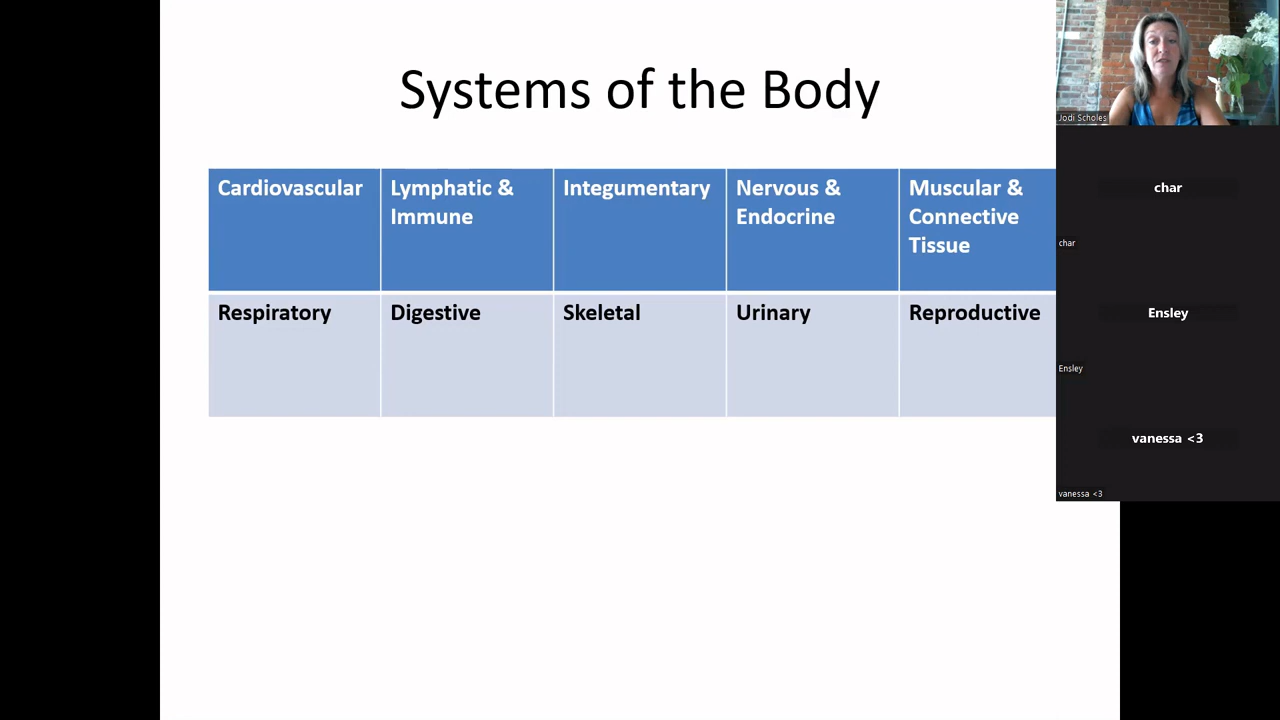 Systems of the Body
Cardiovascular
Lymphatic &
Immune
Integumentary
Nervous &
Endocrine
Muscular &
Connective
Tissue
Respiratory
Digestive
Skeletal
Urinary
Reproductive
Jodi Scholes
char
char
Ensley
Ensley
vanessa <3
vanessa <3